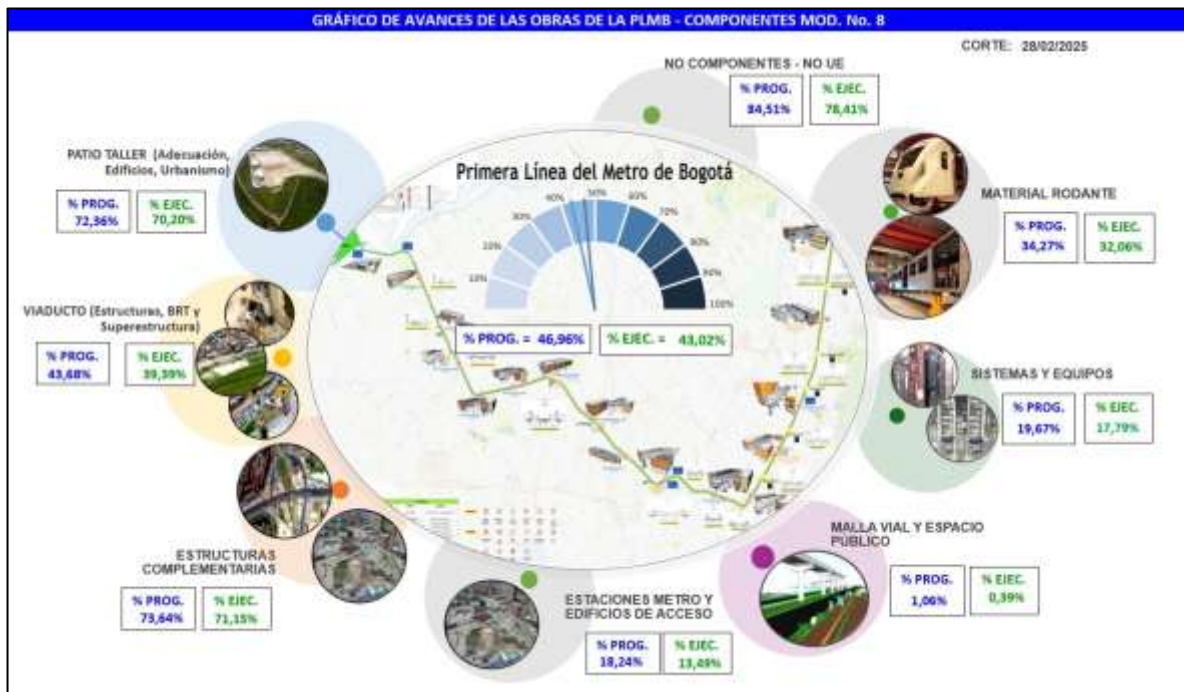 GRÁFICO DE AVANCES DE LAS OBRAS DE LA PLMB - COMPONENTES MOD. No. 8
CORTE: 28/02/2025
NO COMPONENTES - NO UE
% PROG.
84,51%
% EJEC.
78,41%
PATIO TALLER (Adecuación,
Edificios, Urbanismo)
% PROG.
72,36%
% EJEC.
70,20%
Primera Línea del Metro de Bogotá
10%
20%
30%
40%
50%
60%
70%
80%
90%
100%
% PROG. = 46,96%
% EJEC. = 43,02%
MATERIAL RODANTE
% PROG.
34,27%
% EJEC.
32,06%
VIADUCTO (Estructuras, BRT y
Superestructura)
% PROG.
43,68%
% EJEC.
39,39%
SISTEMAS Y EQUIPOS
% PROG.
19,67%
% EJEC.
17,79%
MALLA VIAL Y ESPACIO
PÚBLICO
% PROG.
1,06%
% EJEC.
0,39%
ESTRUCTURAS
COMPLEMENTARIAS
% PROG.
73,64%
% EJEC.
71,15%
ESTACIONES METRO Y
EDIFICIOS DE ACCESO
% PROG.
18,24%
% EJEC.
13,49%